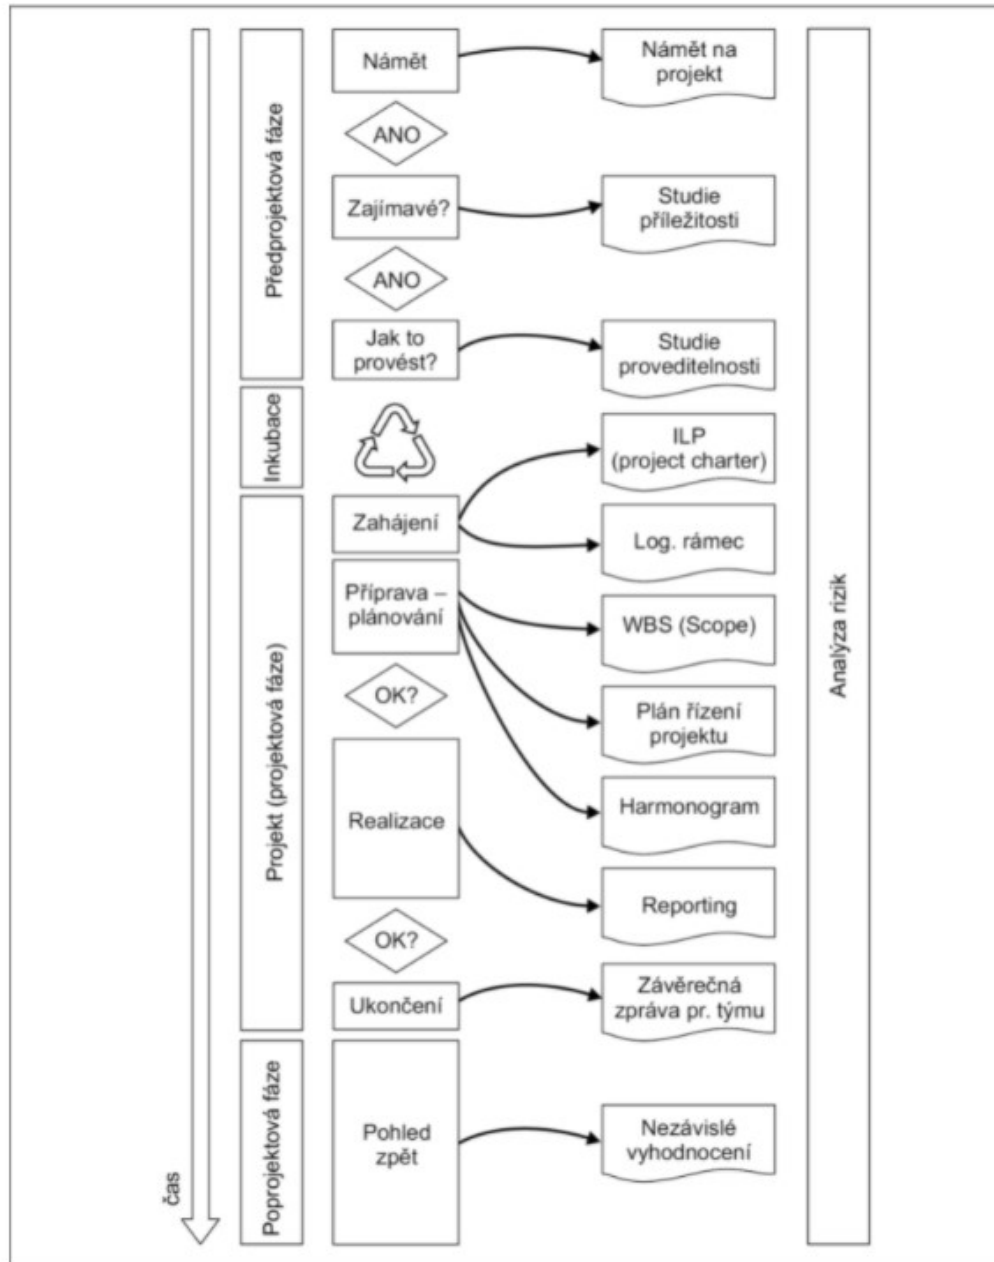 Námět
Námět na
projekt
ANO
Předprojektová fáze
Zajímavé?
Studie
příležitosti
ANO
Jak to
provést?
Studie
proveditelnosti
Inkubace
ILP
(project charter)
Zahájení
Log. rámec
Příprava –
plánování
WBS (Scope)
Projekt (projektová fáze)
OK?
Plán řízení
projektu
Realizace
Harmonogram
Reporting
OK?
Ukončení
Závěrečná
zpráva pr. týmu
Poprojektová fáze
Pohled
zpět
Nezávislé
vyhodnocení
čas
Analýza rizik